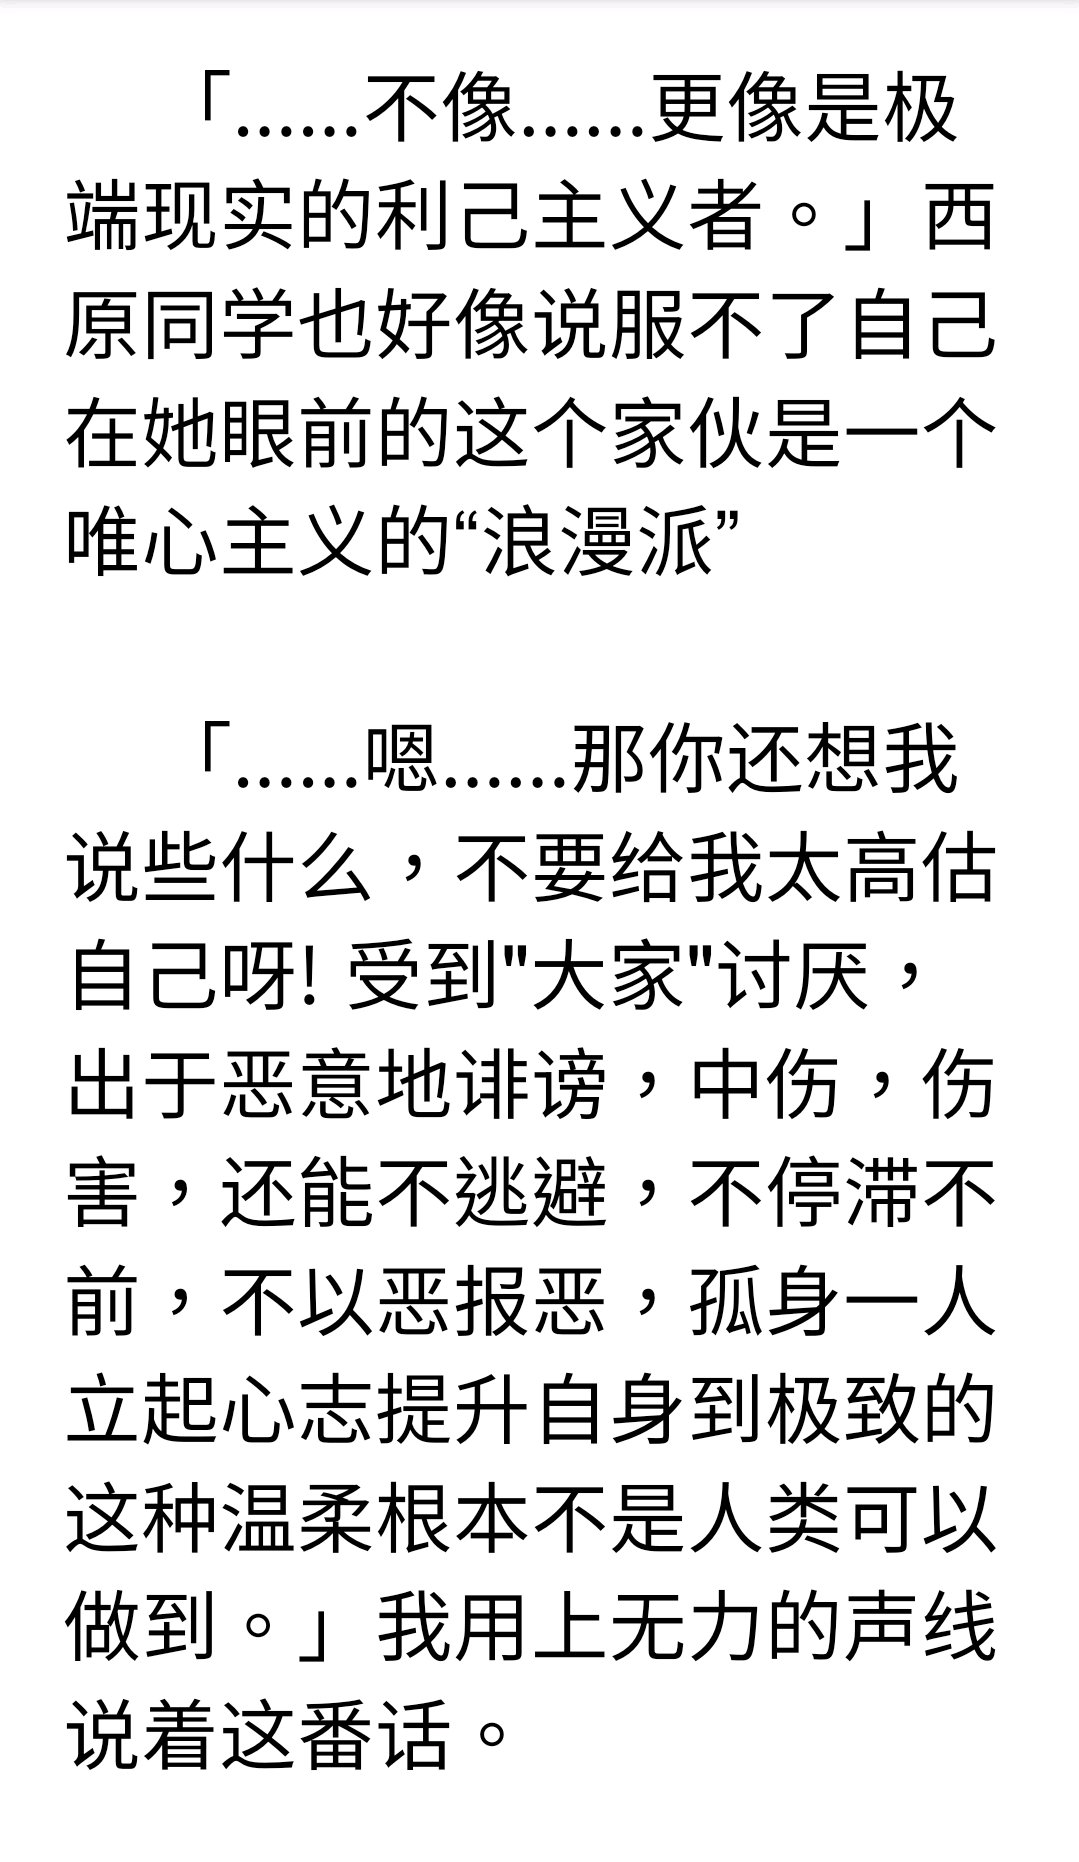 「……不像……更像是极
端现实的利己主义者。」西
原同学也好像说服不了自己
在她眼前的这个家伙是一个
唯心主义的“浪漫派”
「……嗯……那你还想我
说些什么，不要给我太高估
自己呀! 受到"大家"讨厌，
出于恶意地诽谤，中伤，伤
害，还能不逃避，不停滞不
前，不以恶报恶，孤身一人
立起心志提升自身到极致的
这种温柔根本不是人类可以
做到。」我用上无力的声线
说着这番话。